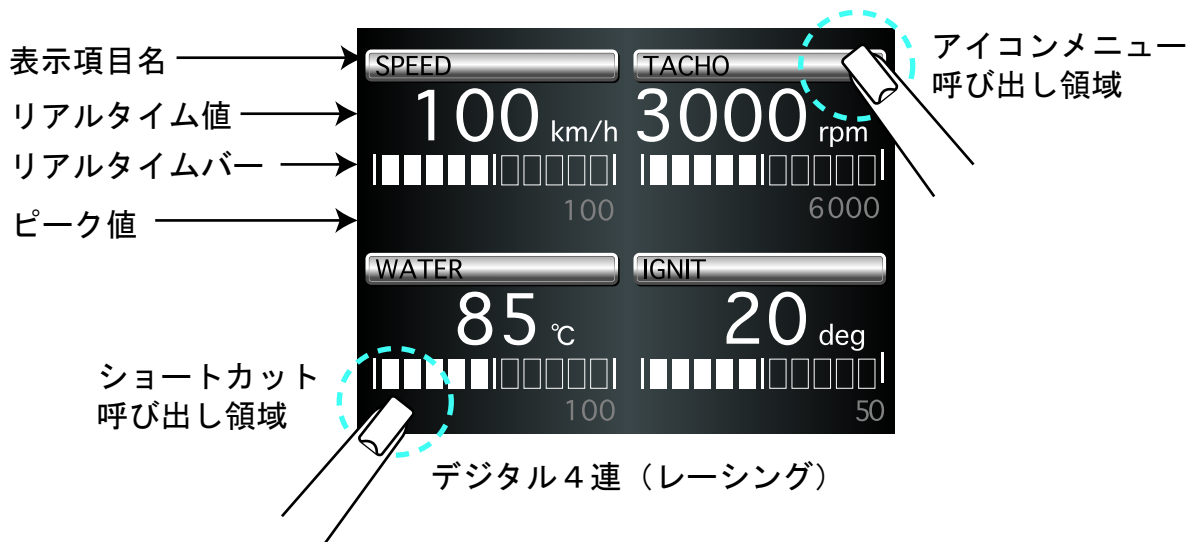 表示項目名
リアルタイム値
リアルタイムバー
ピーク値
SPEED
100 km/h
100
TACHO
3000 rpm
6000
WATER
85 ℃
100
IGNIT
20 deg
50
アイコンメニュー
呼び出し領域
ショートカット
呼び出し領域
デジタル４連（レーシング）